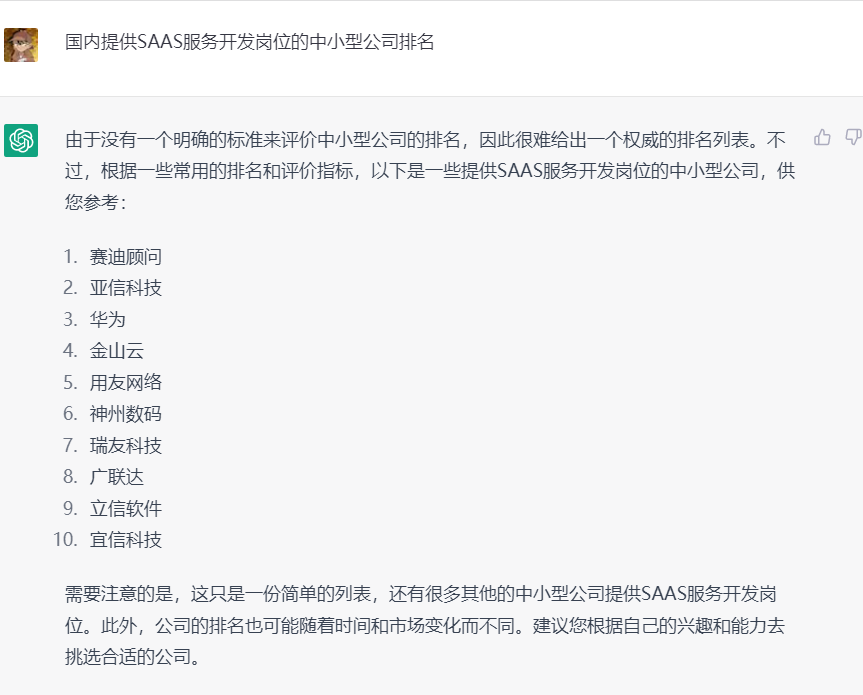 国内提供SAAS服务开发岗位的中小型公司排名
由于没有一个明确的标准来评价中小型公司的排名，因此很难给出一个权威的排名列表。不
过，根据一些常用的排名和评价指标，以下是一些提供SAAS服务开发岗位的中小型公司，供
您参考：
1. 赛迪顾问
2. 亚信科技
3. 华为
4. 金山云
5. 用友网络
6. 神州数码
7. 瑞友科技
8. 广联达
9. 立信软件
10. 宜信科技
需要注意的是，这只是一份简单的列表，还有很多其他的中小型公司提供SAAS服务开发岗
位。此外，公司的排名也可能随着时间和市场变化而不同。建议您根据自己的兴趣和能力去
挑选合适的公司。